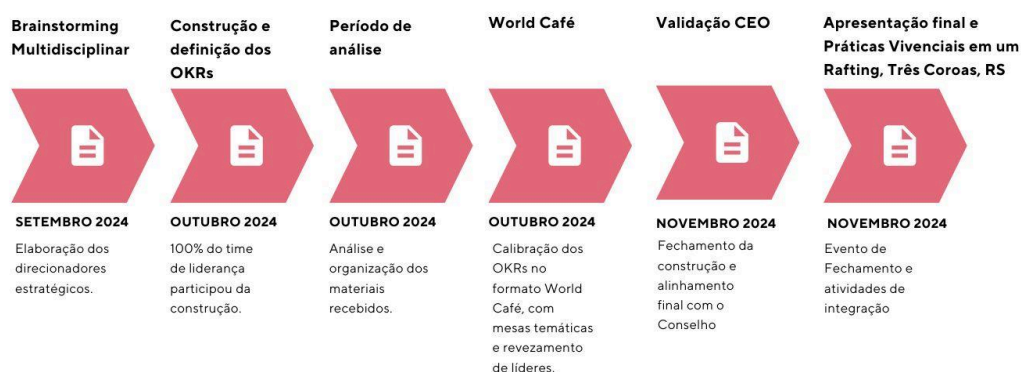 Brainstorming
Multidisciplinar
Construção e
definição dos
OKRs
Período de
análise
World Café
Validação CEO
Apresentação final e
Práticas Vivenciais em um
Rafting, Três Coroas, RS
SETEMBRO 2024
Elaboração dos
direcionadores
estratégicos.
OUTUBRO 2024
100% do time
de liderança
participou da
construção.
OUTUBRO 2024
Análise e
organização dos
materiais
recebidos.
OUTUBRO 2024
Calibração dos
OKRs no
formato World
Café, com
mesas temáticas
e revezamento
de líderes.
NOVEMBRO 2024
Fechamento da
construção e
alinhamento
final com o
Conselho
NOVEMBRO 2024
Evento de
Fechamento e
atividades de
integração